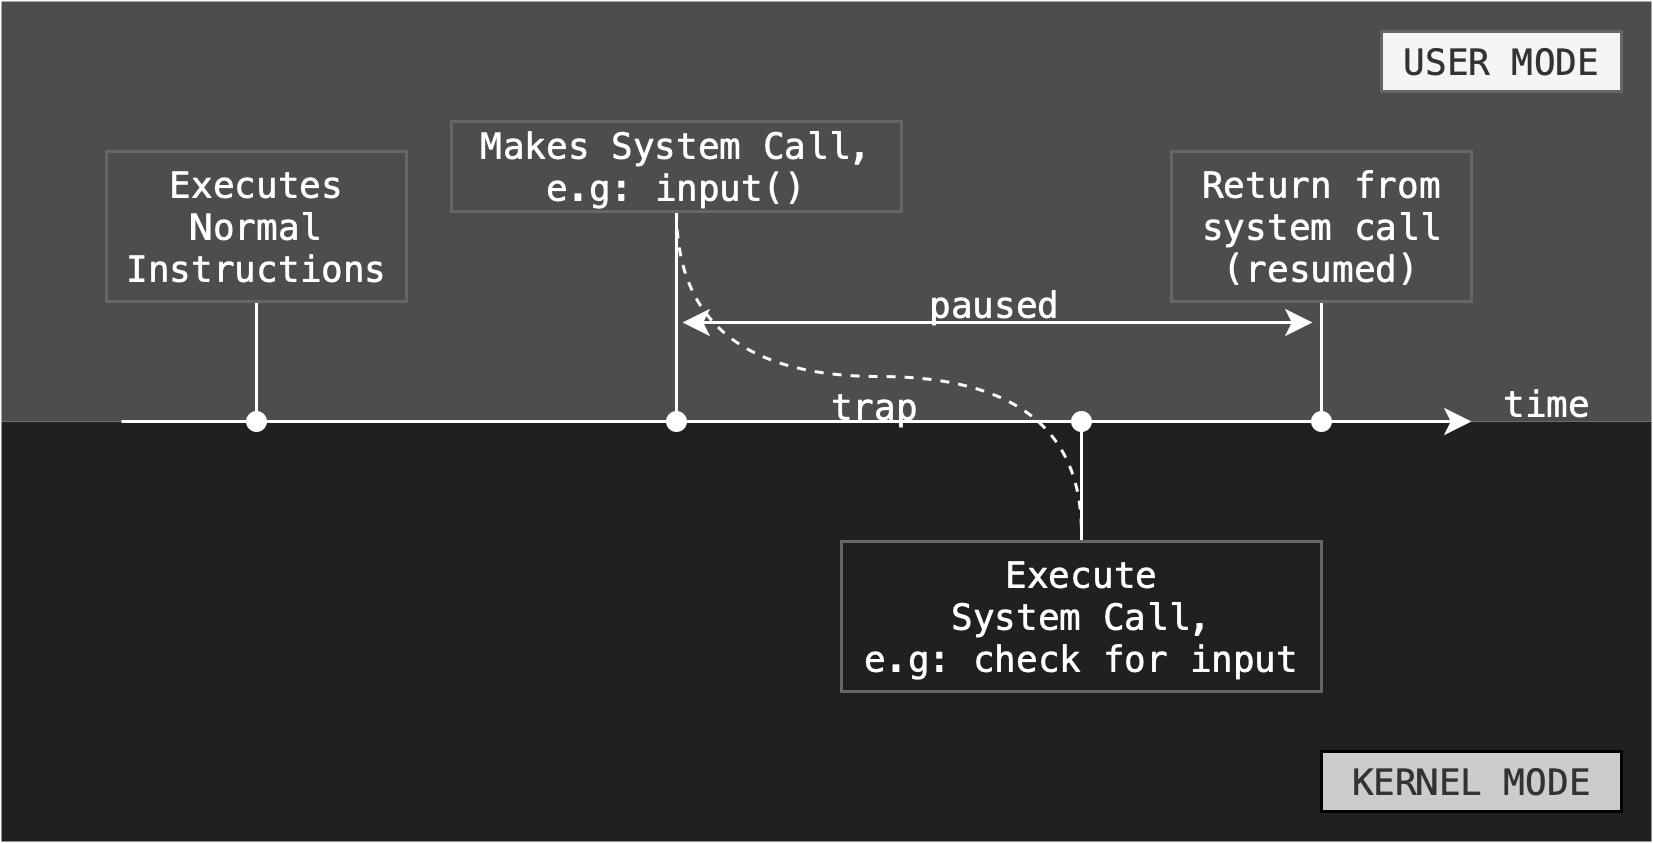 USER MODE
Executes
Normal
Instructions
Makes System Call,
e.g: input()
Return from
system call
(resumed)
paused
trap
time
Execute
System Call,
e.g: check for input
KERNEL MODE